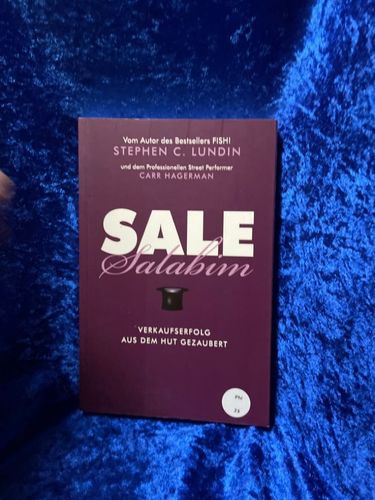 Vom Autor des Bestsellers FISH!
STEPHEN C. LUNDIN
und dem Professionellen Street Performer
CARR HAGERMAN
SALE
Salabim
VERKAUFSERFOLG
AUS DEM HUT GEZAUBERT